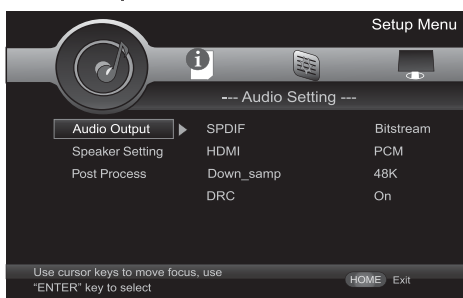 Setup Menu
--- Audio Setting ---
Audio Output SPDIF Bitstream
Speaker Setting HDMI PCM
Post Process Down_samp 48K
DRC On
Use cursor keys to move focus, use
“ENTER” key to select
HOME Exit